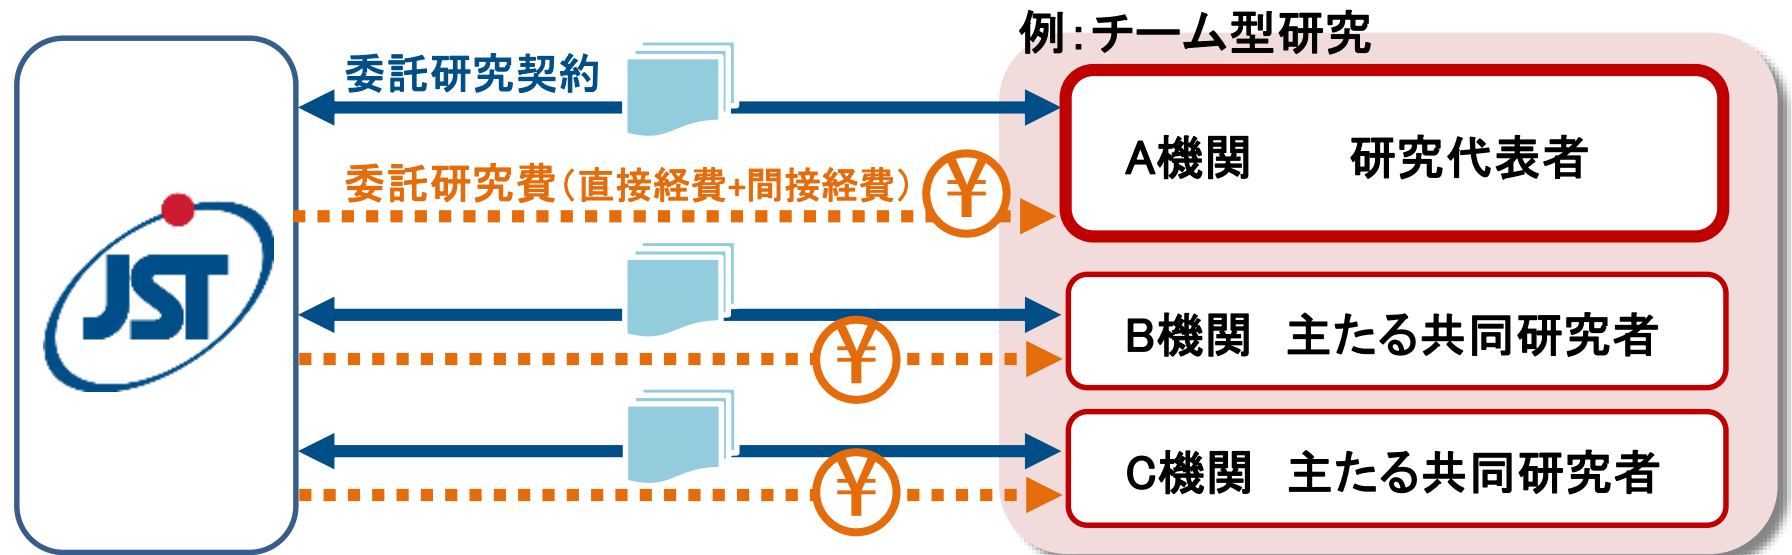 例：チーム型研究
委託研究契約
A機関　　研究代表者
委託研究費（直接経費+間接経費）
¥
JST
B機関　主たる共同研究者
¥
C機関　主たる共同研究者
¥